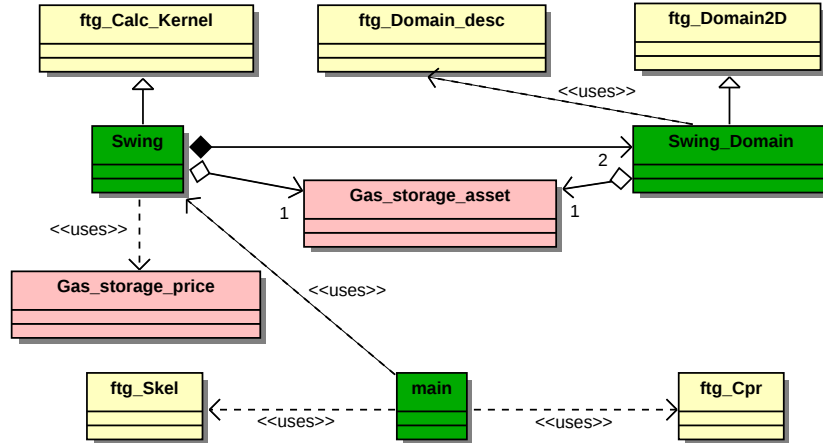 ftg_Calc_Kernel
ftg_Domain_desc
ftg_Domain2D
<<uses>>
Swing
Swing_Domain
2
Gas_storage_asset
1
1
<<uses>>
Gas_storage_price
<<uses>>
ftg_Skel
main
ftg_Cpr
<<uses>>
<<uses>>